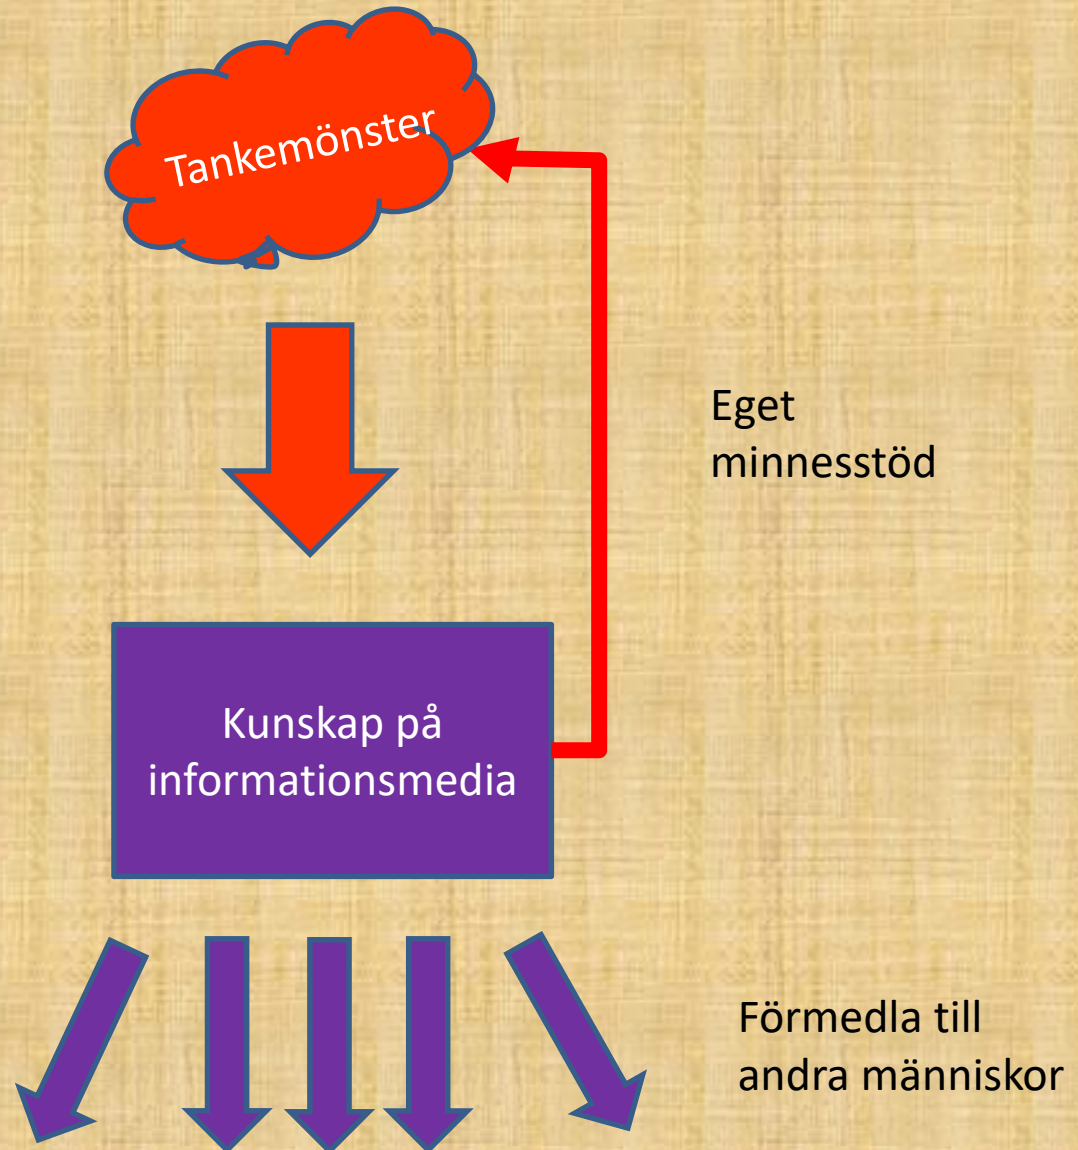 Tankemönster
Eget
minnesstöd
Kunskap på
informationsmedia
Förmedla till
andra människor